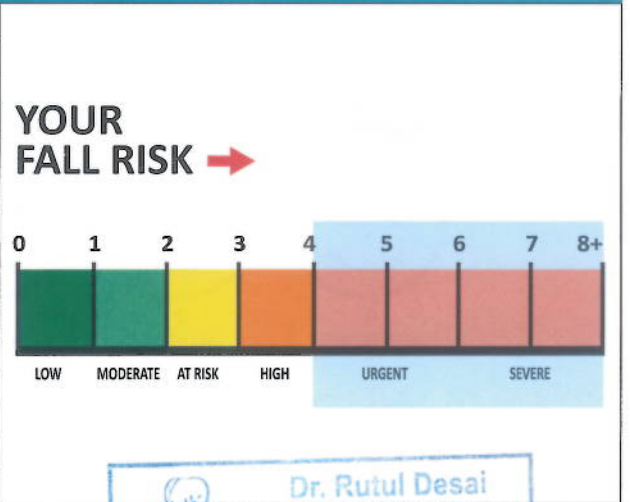 YOUR
FALL RISK
0 1 2 3 4 5 6 7 8+
LOW MODERATE AT RISK HIGH URGENT SEVERE
Dr. Rutul Desai